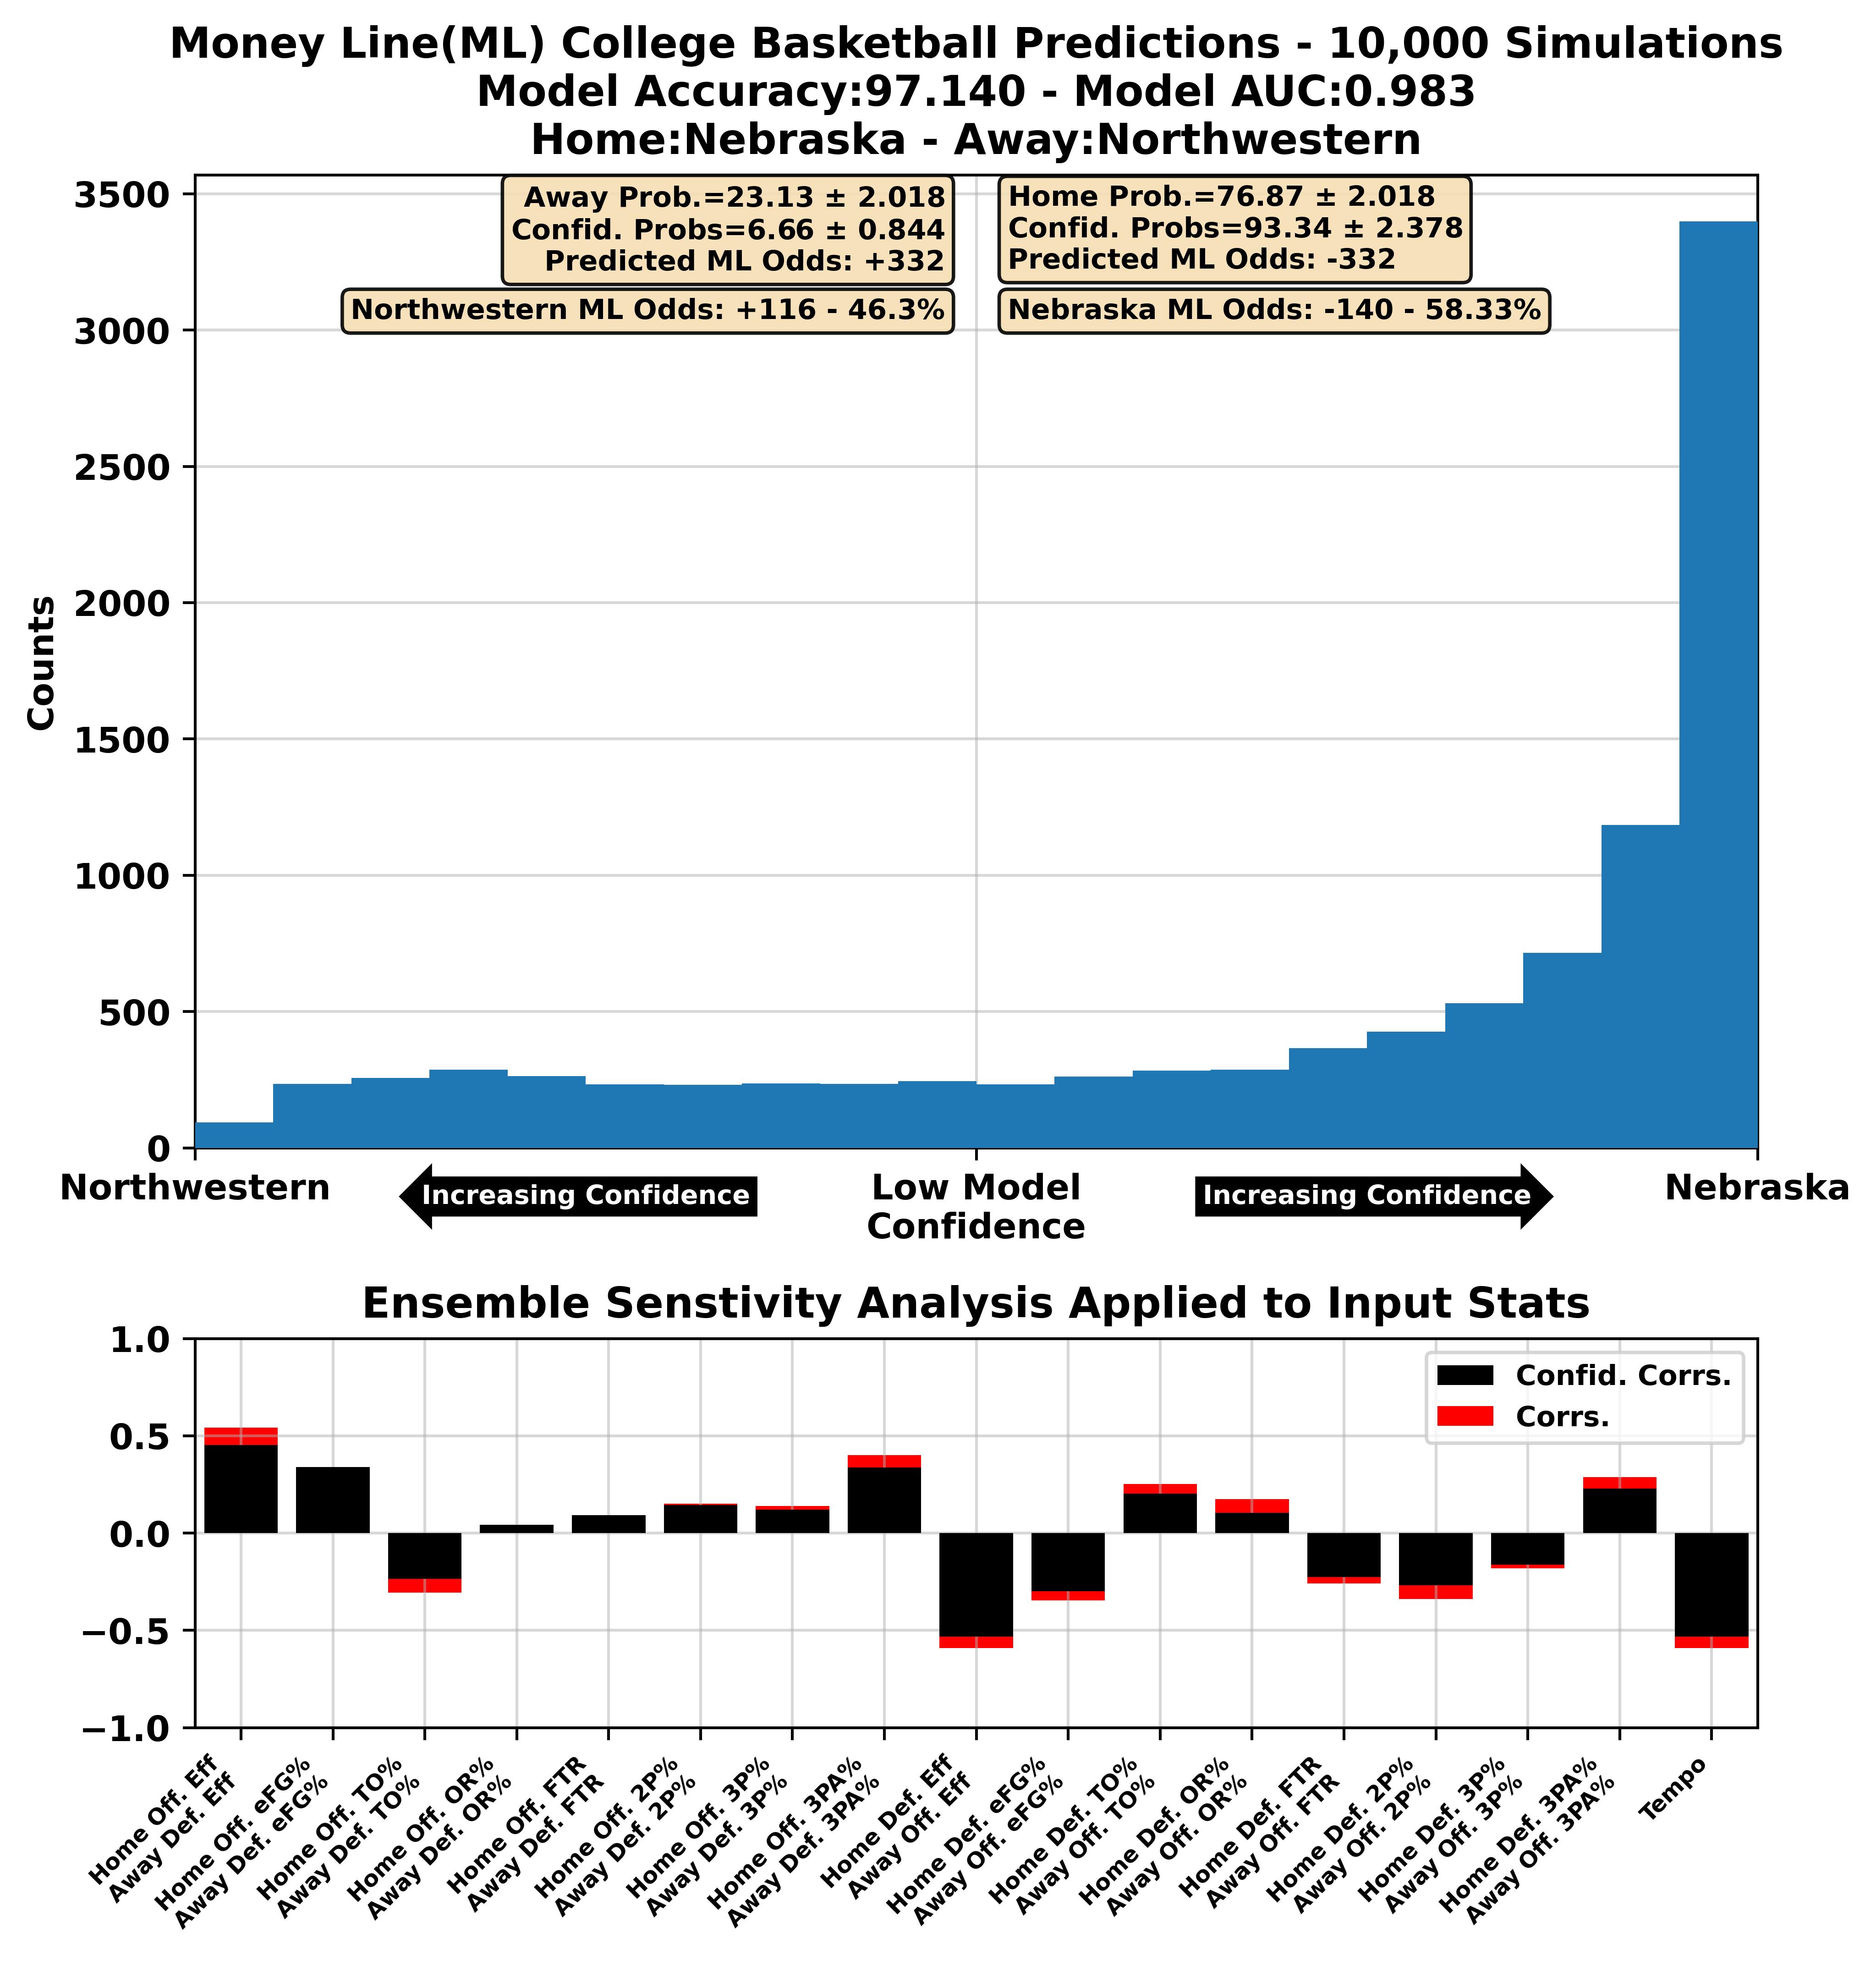 Money Line(ML) College Basketball Predictions - 10,000 Simulations
Model Accuracy:97.140 - Model AUC:0.983
Home:Nebraska - Away:Northwestern
Away Prob.=23.13 ± 2.018
Confid. Probs=6.66 ± 0.844
Predicted ML Odds: +332
Home Prob.=76.87 ± 2.018
Confid. Probs=93.34 ± 2.378
Predicted ML Odds: -332
Northwestern ML Odds: +116 - 46.3%
Nebraska ML Odds: -140 - 58.33%
3500
3000
2500
2000
1500
1000
500
0
Counts
Northwestern
Increasing Confidence
Low Model
Confidence
Increasing Confidence
Nebraska
Ensemble Senstivity Analysis Applied to Input Stats
1.0
0.5
0.0
−0.5
−1.0
Confid. Corrs.
Corrs.
Home Off. Eff
Away Def. Eff
Home Off. eFG%
Away Def. eFG%
Home Off. TO%
Away Def. TO%
Home Off. OR%
Away Def. OR%
Home Off. FTR
Away Def. FTR
Home Off. 2P%
Away Def. 2P%
Home Off. 3P%
Away Def. 3P%
Home Off. 3PA%
Away Def. 3PA%
Home Def. Eff
Away Off. Eff
Home Def. eFG%
Away Off. eFG%
Home Def. TO%
Away Off. TO%
Home Def. OR%
Away Off. OR%
Home Def. FTR
Away Off. FTR
Home Def. 2P%
Away Off. 2P%
Home Def. 3P%
Away Off. 3P%
Home Def. 3PA%
Away Off. 3PA%
Tempo